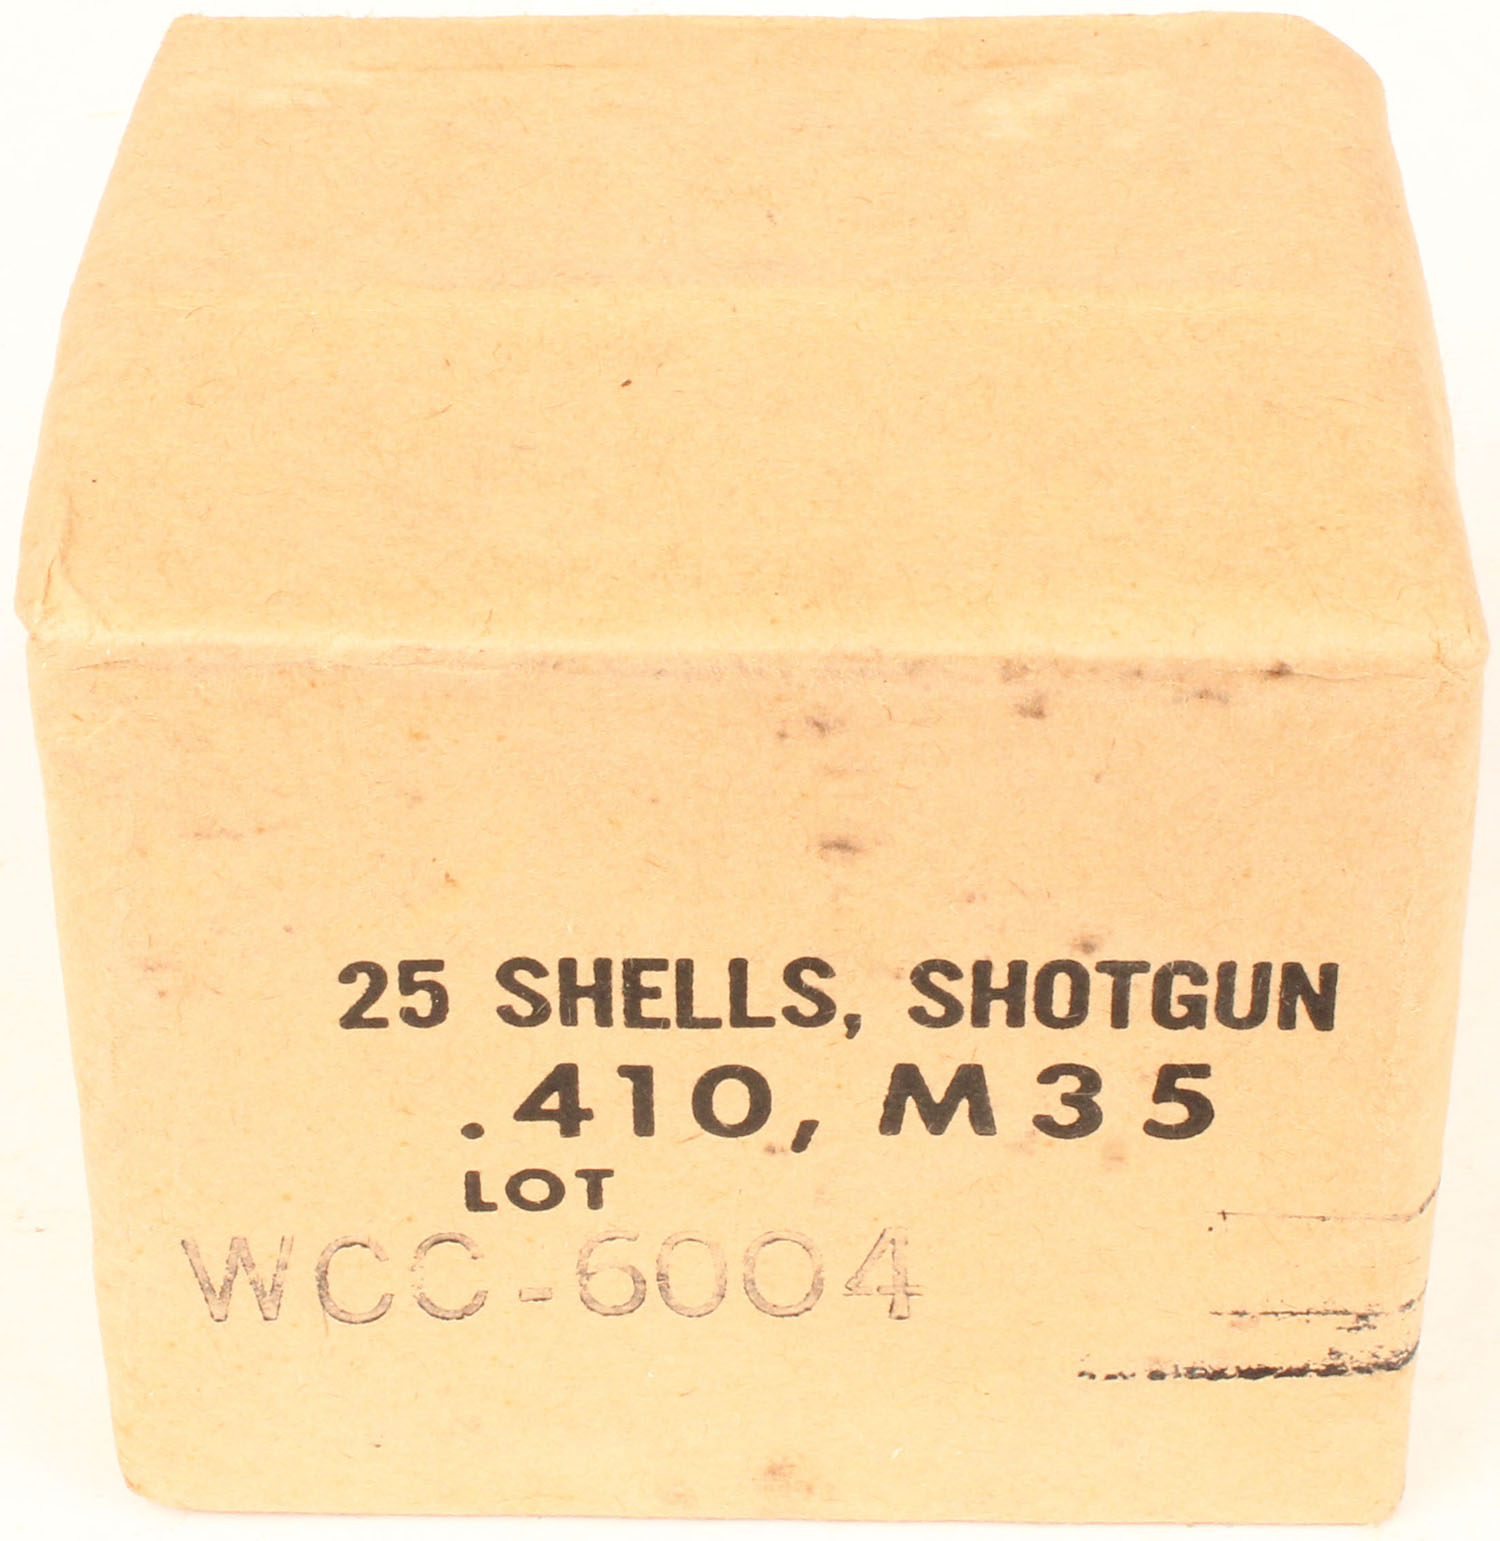 25 SHELLS, SHOTGUN
.410, M35
LOT
WCC-6004